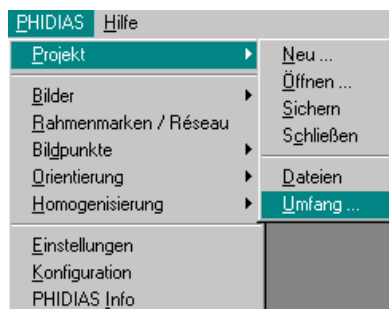 PHIDIAS Hilfe
Projekt
Bilder
Rahmenmarken / Réseau
Bildpunkte
Orientierung
Homogenisierung
Einstellungen
Konfiguration
PHIDIAS Info
Neu ...
Öffnen ...
Sichern
Schließen
Dateien
Umfang ...